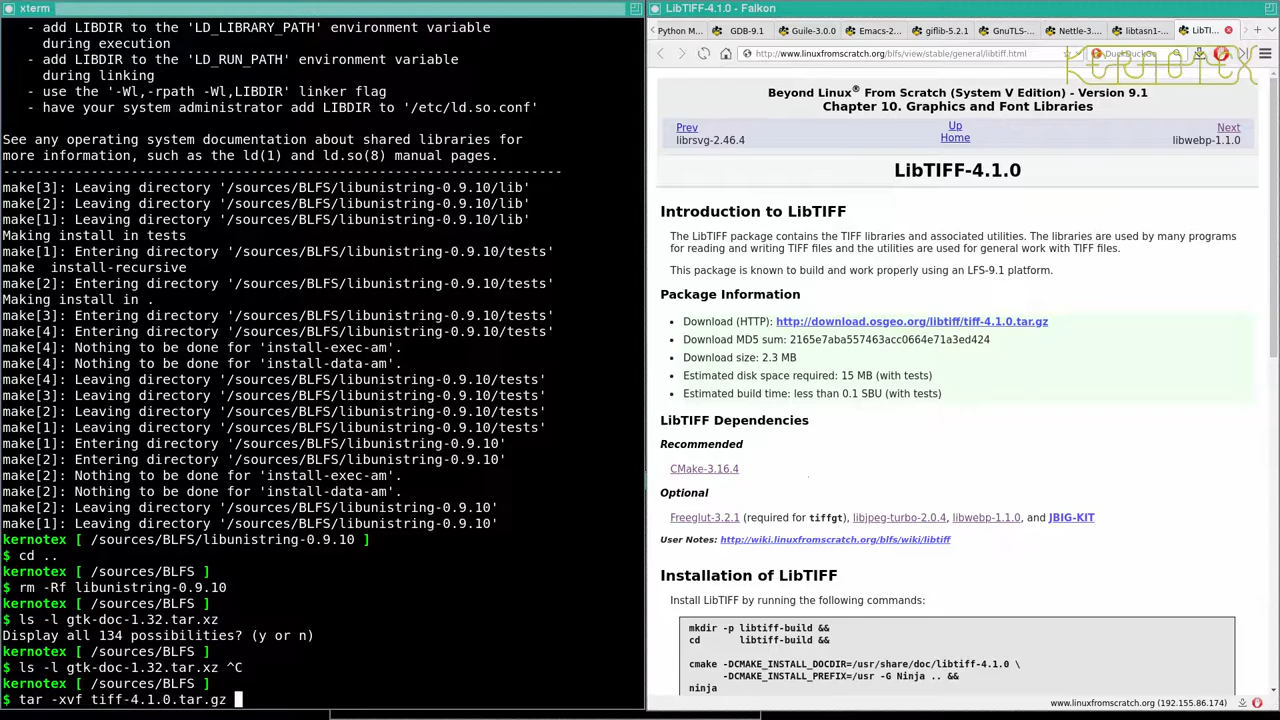 xterm
- add LIBDIR to the 'LD_LIBRARY_PATH' environment variable
during execution
- add LIBDIR to the 'LD_RUN_PATH' environment variable
during linking
- use the '-Wl,-rpath -Wl,LIBDIR' linker flag
- have your system administrator add LIBDIR to '/etc/ld.so.conf'
See any operating system documentation about shared libraries for
more information, such as the ld(1) and ld.so(8) manual pages.
----------------------------------------------------------------------
make[3]: Leaving directory '/sources/BLFS/libunistring-0.9.10/lib'
make[2]: Leaving directory '/sources/BLFS/libunistring-0.9.10/lib'
make[1]: Leaving directory '/sources/BLFS/libunistring-0.9.10/lib'
Making install in tests
make[1]: Entering directory '/sources/BLFS/libunistring-0.9.10/tests'
make  install-recursive
make[2]: Entering directory '/sources/BLFS/libunistring-0.9.10/tests'
Making install in .
make[3]: Entering directory '/sources/BLFS/libunistring-0.9.10/tests'
make[4]: Entering directory '/sources/BLFS/libunistring-0.9.10/tests'
make[4]: Nothing to be done for 'install-exec-am'.
make[4]: Nothing to be done for 'install-data-am'.
make[4]: Leaving directory '/sources/BLFS/libunistring-0.9.10/tests'
make[3]: Leaving directory '/sources/BLFS/libunistring-0.9.10/tests'
make[2]: Leaving directory '/sources/BLFS/libunistring-0.9.10/tests'
make[1]: Leaving directory '/sources/BLFS/libunistring-0.9.10/tests'
make[1]: Entering directory '/sources/BLFS/libunistring-0.9.10'
make[2]: Entering directory '/sources/BLFS/libunistring-0.9.10'
make[2]: Nothing to be done for 'install-exec-am'.
make[2]: Nothing to be done for 'install-data-am'.
make[2]: Leaving directory '/sources/BLFS/libunistring-0.9.10'
make[1]: Leaving directory '/sources/BLFS/libunistring-0.9.10'
kernotex [ /sources/BLFS/libunistring-0.9.10 ]
$ cd ..
kernotex [ /sources/BLFS ]
$ rm -Rf libunistring-0.9.10
kernotex [ /sources/BLFS ]
$ ls -l gtk-doc-1.32.tar.xz
Display all 134 possibilities? (y or n)
kernotex [ /sources/BLFS ]
$ ls -l gtk-doc-1.32.tar.xz ^C
kernotex [ /sources/BLFS ]
$ tar -xvf tiff-4.1.0.tar.gz
LibTIFF-4.1.0 - Falkon
Python M... GDB-9.1 Guile-3.0.0 Emacs-2... giflib-5.2.1 GnuTLS-... Nettle-3.... libtasn1-... LibTI...
http://www.linuxfromscratch.org/blfs/view/stable/general/libtiff.html
DuckDuckGo
KERNOTEX
Beyond Linux® From Scratch (System V Edition) - Version 9.1
Chapter 10. Graphics and Font Libraries
Prev Up Next
librsvg-2.46.4 Home libwebp-1.1.0
LibTIFF-4.1.0
Introduction to LibTIFF
The LibTIFF package contains the TIFF libraries and associated utilities. The libraries are used by many programs
for reading and writing TIFF files and the utilities are used for general work with TIFF files.
This package is known to build and work properly using an LFS-9.1 platform.
Package Information
• Download (HTTP): http://download.osgeo.org/libtiff/tiff-4.1.0.tar.gz
• Download MD5 sum: 2165e7aba557463acc0664e71a3ed424
• Download size: 2.3 MB
• Estimated disk space required: 15 MB (with tests)
• Estimated build time: less than 0.1 SBU (with tests)
LibTIFF Dependencies
Recommended
CMake-3.16.4
Optional
Freeglut-3.2.1 (required for tiffgt), libjpeg-turbo-2.0.4, libwebp-1.1.0, and JBIG-KIT
User Notes: http://wiki.linuxfromscratch.org/blfs/wiki/libtiff
Installation of LibTIFF
Install LibTIFF by running the following commands:
mkdir -p libtiff-build &&
cd       libtiff-build &&
cmake -DCMAKE_INSTALL_DOCDIR=/usr/share/doc/libtiff-4.1.0 \
-DCMAKE_INSTALL_PREFIX=/usr -G Ninja .. &&
ninja
www.linuxfromscratch.org (192.155.86.174)